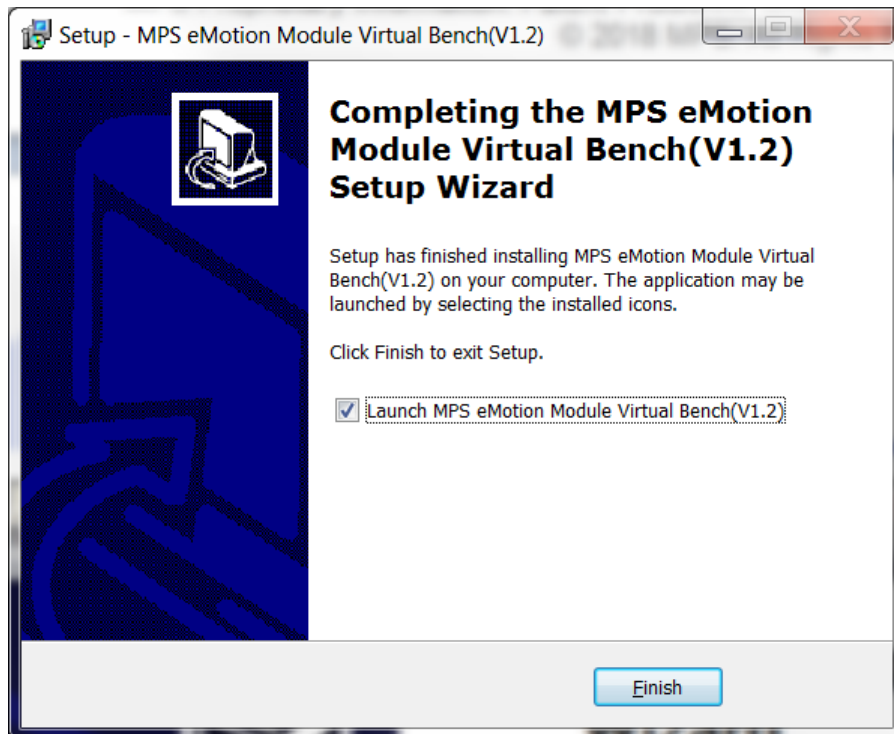 Setup - MPS eMotion Module Virtual Bench(V1.2)
© 2018
Completing the MPS eMotion
Module Virtual Bench(V1.2)
Setup Wizard
Setup has finished installing MPS eMotion Module Virtual
Bench(V1.2) on your computer. The application may be
launched by selecting the installed icons.
Click Finish to exit Setup.
Launch MPS eMotion Module Virtual Bench(V1.2)
Finish